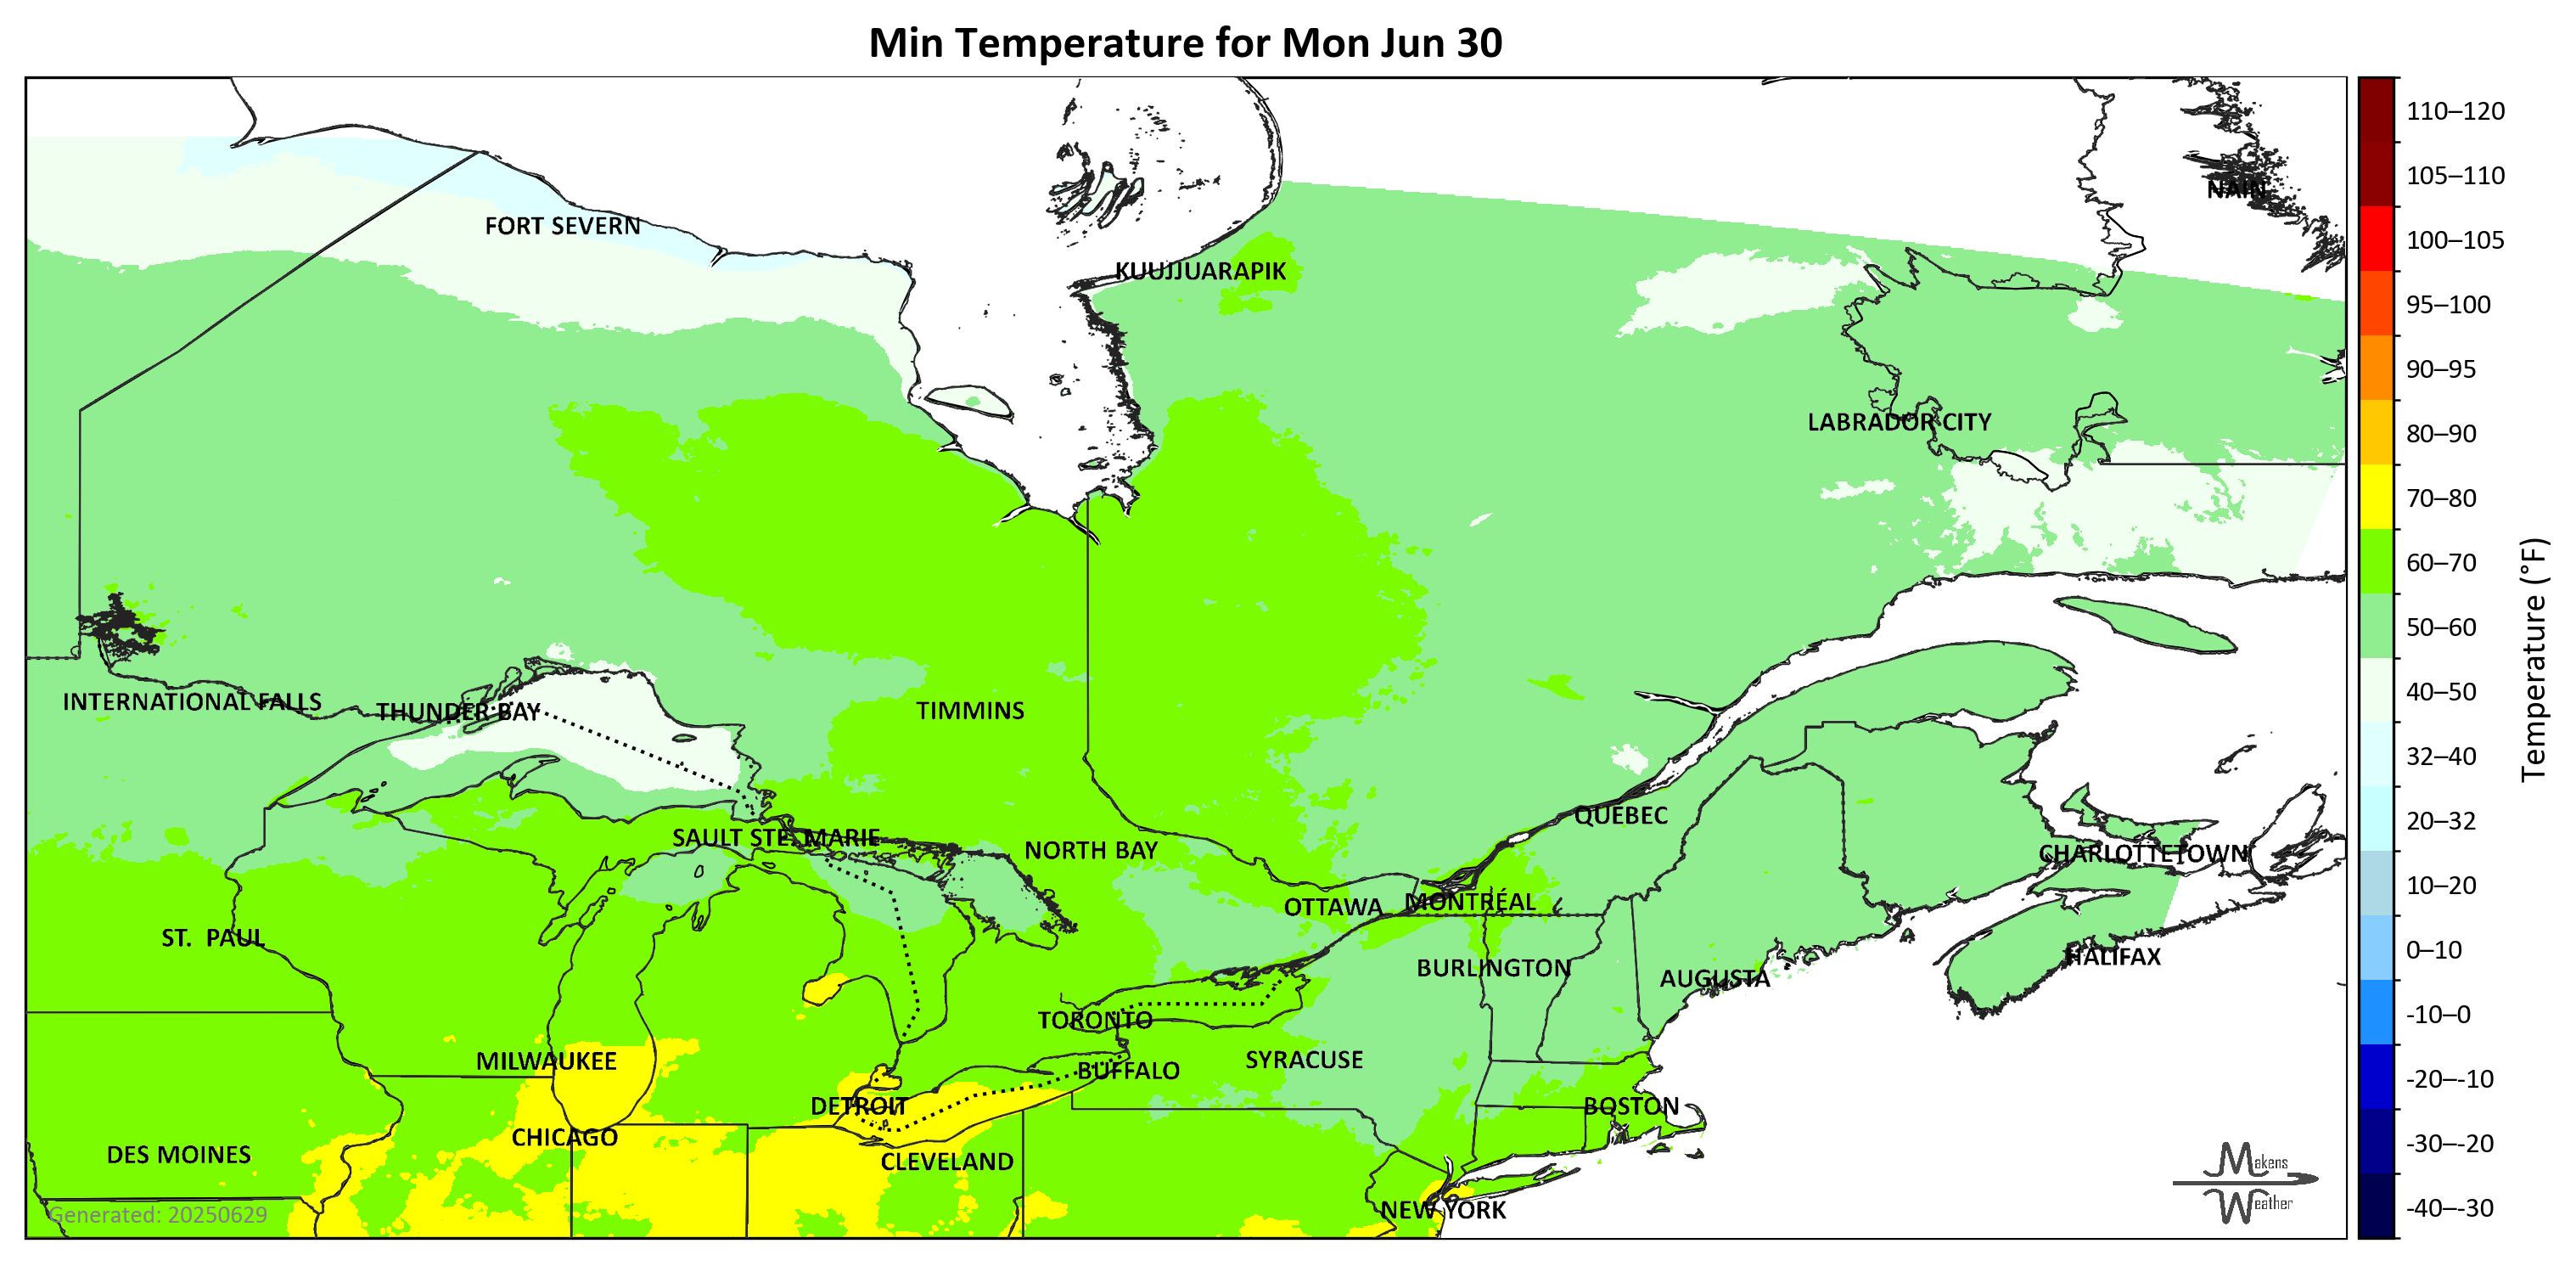 Min Temperature for Mon Jun 30
110–120
105–110
NAIN
FORT SEVERN
100–105
KUUJJUARAPIK
95–100
90–95
LABRADOR CITY
80–90
70–80
60–70
50–60
Temperature (°F)
INTERNATIONAL FALLS
THUNDER BAY
TIMMINS
40–50
32–40
QUÉBEC
20–32
SAULT STE. MARIE
NORTH BAY
CHARLOTTETOWN
OTTAWA
MONTRÉAL
10–20
ST. PAUL
HALIFAX
0–10
BURLINGTON
AUGUSTA
TORONTO
-10–0
MILWAUKEE
BUFFALO
SYRACUSE
-20–-10
DETROIT
BOSTON
CHICAGO
-30–-20
DES MOINES
CLEVELAND
Makens
Weather
NEW YORK
-40–-30
Generated: 20250629